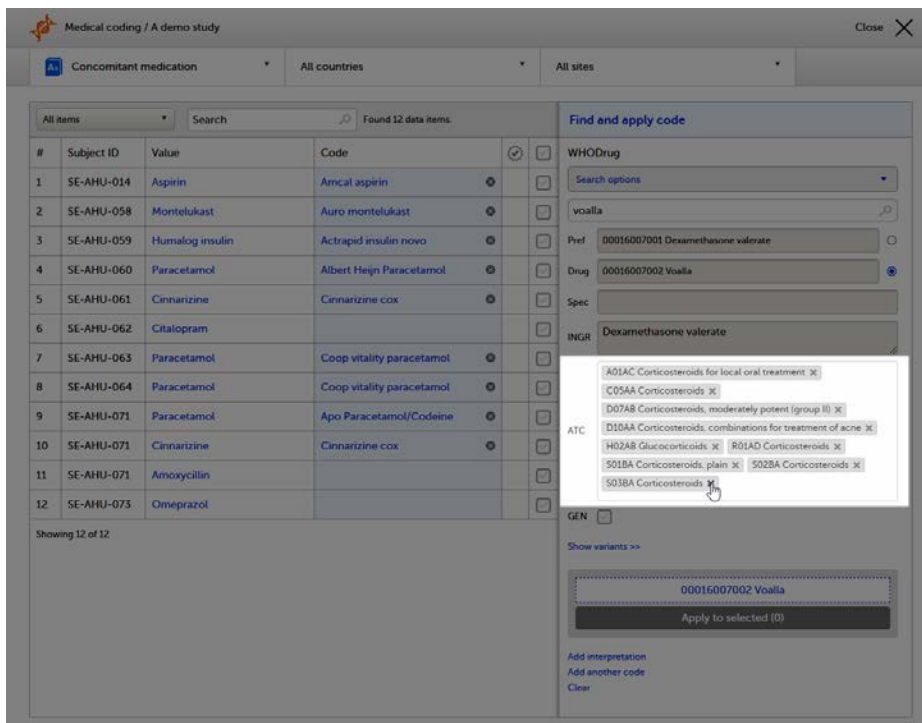 Medical coding / A demo study
Close
Concomitant medication
All countries
All sites
All items
Search
Found 12 data items.
# Subject ID Value Code
1 SE-AHU-014 Aspirin Amcal aspirin
2 SE-AHU-058 Montelukast Auro montelukast
3 SE-AHU-059 Humalog insulin Actrapid insulin novo
4 SE-AHU-060 Paracetamol Albert Heijn Paracetamol
5 SE-AHU-061 Cinnarizine Cinnarizine cox
6 SE-AHU-062 Citalopram
7 SE-AHU-063 Paracetamol Coop vitality paracetamol
8 SE-AHU-064 Paracetamol Coop vitality paracetamol
9 SE-AHU-071 Paracetamol Apo Paracetamol/Codeine
10 SE-AHU-071 Cinnarizine Cinnarizine cox
11 SE-AHU-071 Amoxycillin
12 SE-AHU-073 Omeprazol
Showing 12 of 12
Find and apply code
WHODrug
Search options
voalla
Pref 00016007001 Dexamethasone valerate
Drug 00016007002 Voalla
Spec
INGR Dexamethasone valerate
ATC
A01AC Corticosteroids for local oral treatment
C05AA Corticosteroids
D07AB Corticosteroids, moderately potent (group II)
D10AA Corticosteroids, combinations for treatment of acne
H02AB Glucocorticoids R01AD Corticosteroids
S01BA Corticosteroids, plain S02BA Corticosteroids
S03BA Corticosteroids
GEN
Show variants >>
00016007002 Voalla
Apply to selected (0)
Add interpretation
Add another code
Clear